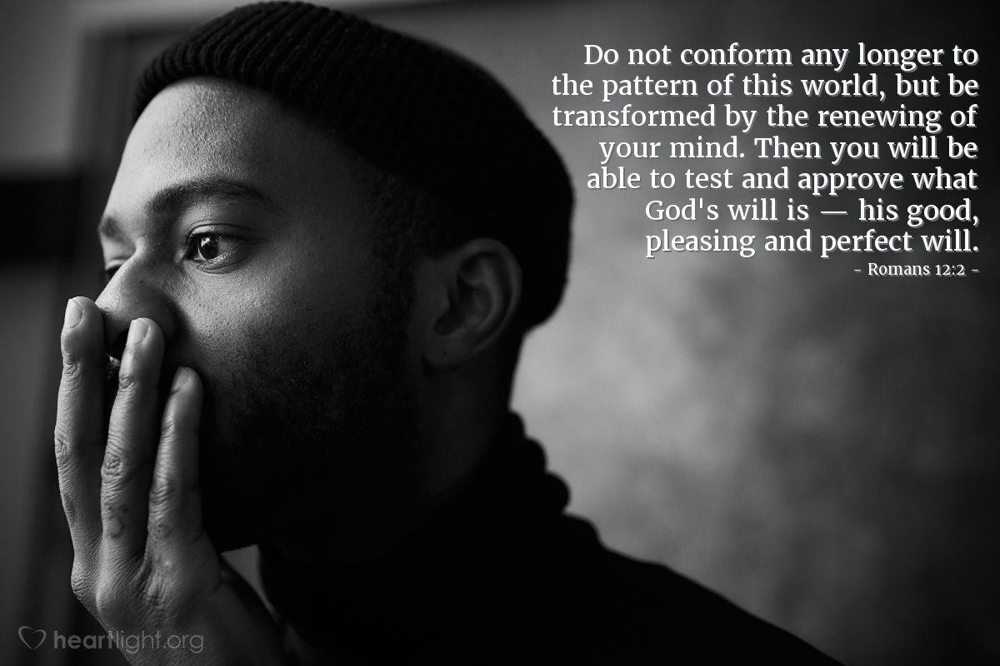 Do not conform any longer to
the pattern of this world, but be
transformed by the renewing of
your mind. Then you will be
able to test and approve what
God's will is — his good,
pleasing and perfect will.
- Romans 12:2 -
heartlight.org